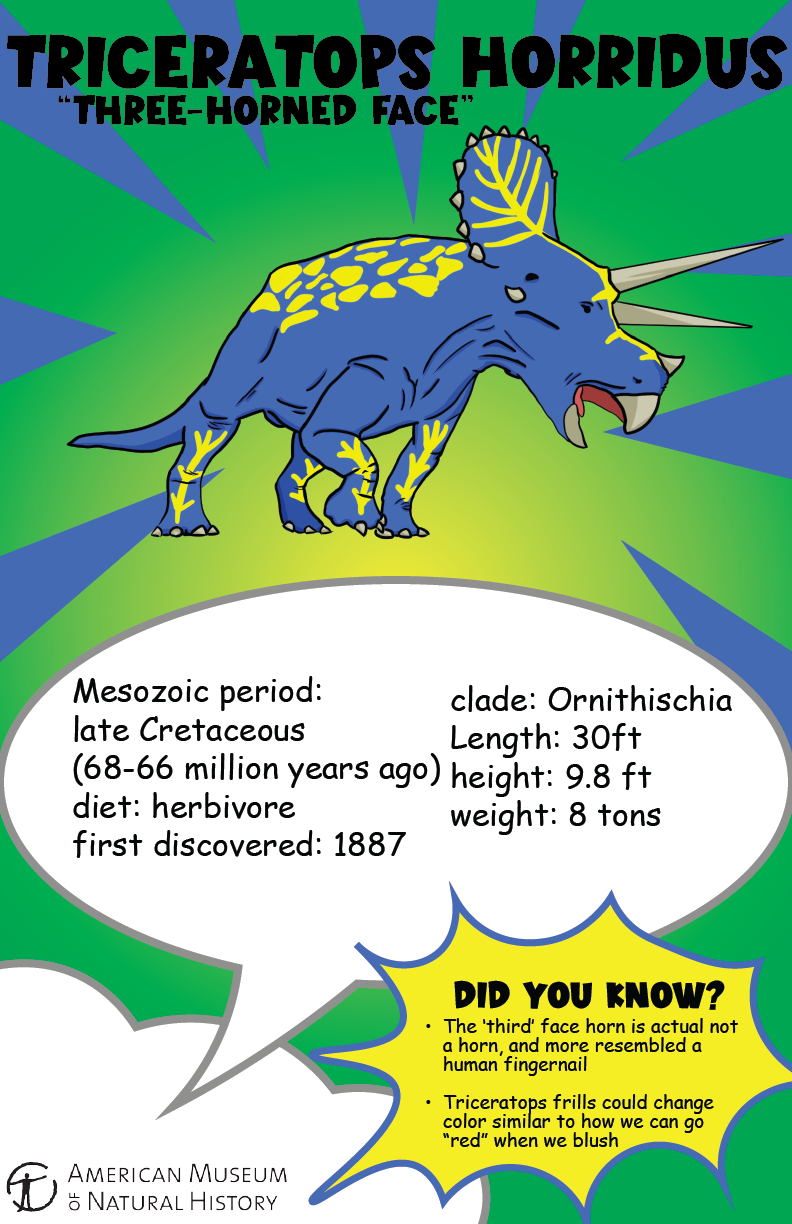 TRICERATOPS HORRIDUS
“THREE-HORNED FACE”
Mesozoic period:
late Cretaceous
(68-66 million years ago)
diet: herbivore
first discovered: 1887
clade: Ornithischia
Length: 30ft
height: 9.8 ft
weight: 8 tons
DID YOU KNOW?
• The ‘third’ face horn is actual not
a horn, and more resembled a
human fingernail
• Triceratops frills could change
color similar to how we can go
“red” when we blush
AMERICAN MUSEUM
OF NATURAL HISTORY